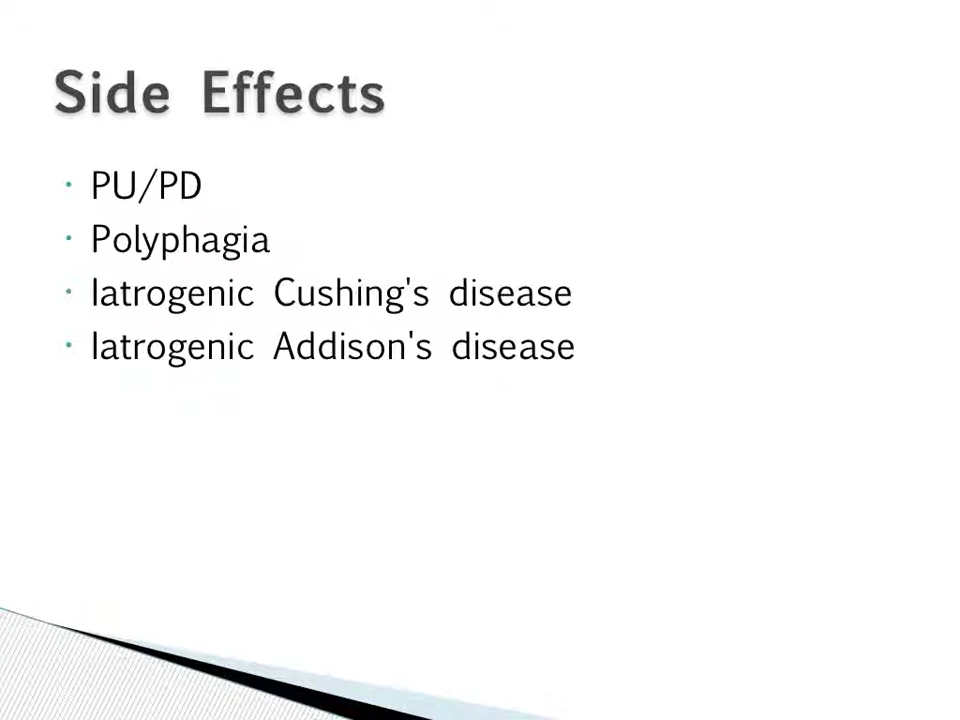 Side Effects
· PU/PD
· Polyphagia
· Iatrogenic Cushing's disease
· Iatrogenic Addison's disease